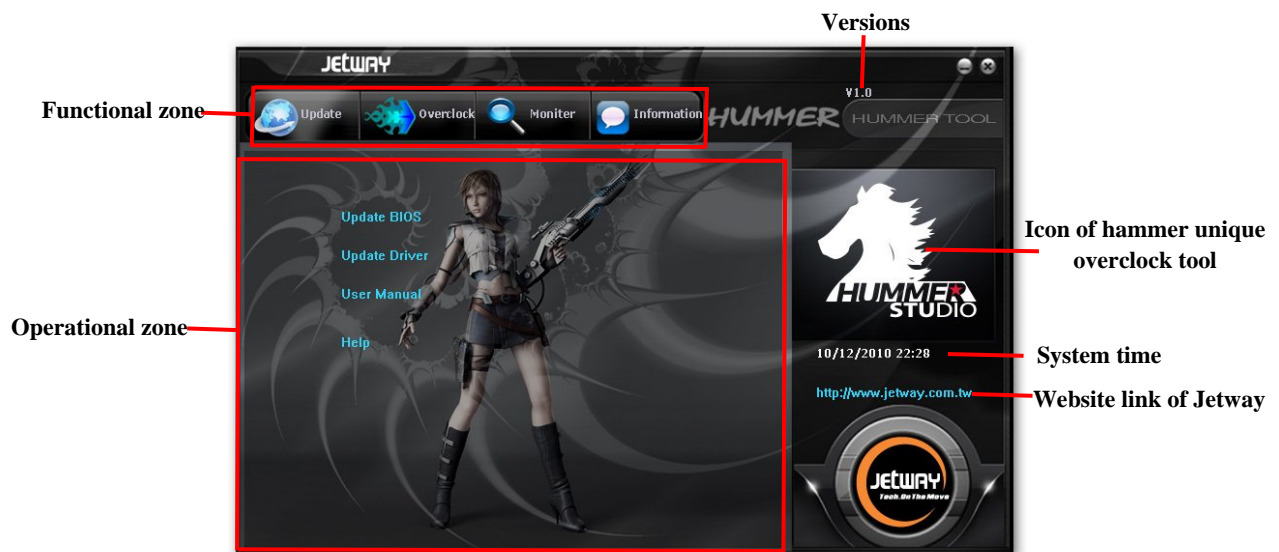 Versions
JETWAY
V1.0
Functional zone
Update
Overclock
Moniter
Information
HUMMER
HUMMER TOOL
Update BIOS
Update Driver
User Manual
Help
Operational zone
Icon of hammer unique
overclock tool
HUMMER
STUDIO
10/12/2010 22:28
System time
http://www.jetway.com.tw
Website link of Jetway
JETWAY
Tech.On The Move